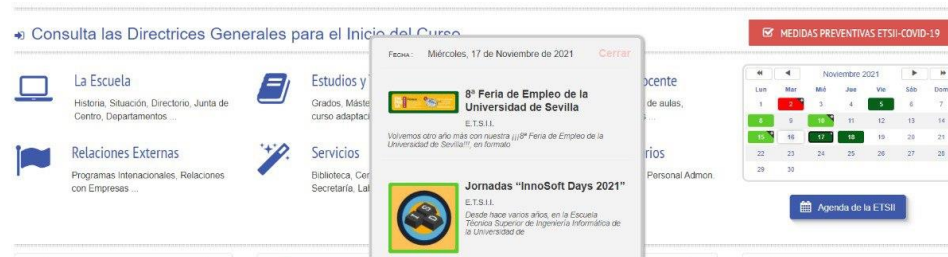 Consulta las Directrices Generales para el Inicio del Curso
MEDIDAS PREVENTIVAS ETSII-COVID-19
La Escuela
Historia, Situación, Directorio, Junta de
Centro, Departamentos ...
Relaciones Externas
Programas Internacionales, Relaciones
con Empresas ...
Estudios y
Grados, Máste
curso adaptaci
Servicios
Biblioteca, Cen
Secretaría, Lab
Fecha: Miércoles, 17 de Noviembre de 2021
Cerrar
8ª Feria de Empleo de la
Universidad de Sevilla
E.T.S.I.I.
Volvemos otro año más con nuestra ¡¡¡8ª Feria de Empleo de la
Universidad de Sevilla!!!, en formato
Jornadas “InnoSoft Days 2021”
E.T.S.I.I.
Desde hace varios años, en la Escuela
Técnica Superior de Ingeniería Informática de
la Universidad de
ocente
de aulas,
rios
Personal Admon.
Noviembre 2021
Lun Mar Mié Jue Vie Sáb Dom
1 2 3 4 5 6 7
8 9 10 11 12 13 14
15 16 17 18 19 20 21
22 23 24 25 26 27 28
29 30
Agenda de la ETSII